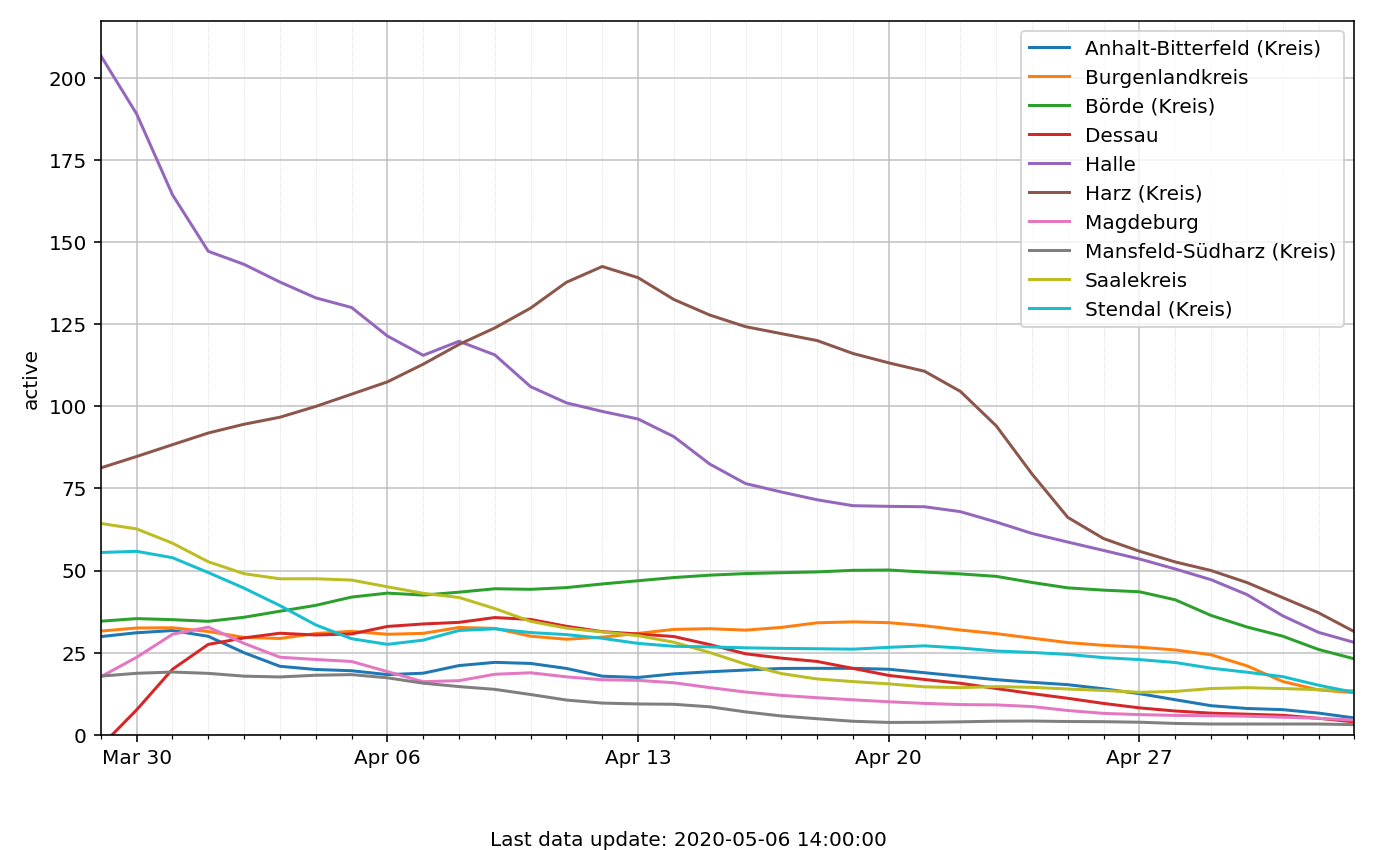 200
175
150
125
100
75
50
25
0
active
Anhalt-Bitterfeld (Kreis)
Burgenlandkreis
Börde (Kreis)
Dessau
Halle
Harz (Kreis)
Magdeburg
Mansfeld-Südharz (Kreis)
Saalekreis
Stendal (Kreis)
Mar 30 Apr 06 Apr 13 Apr 20 Apr 27
Last data update: 2020-05-06 14:00:00